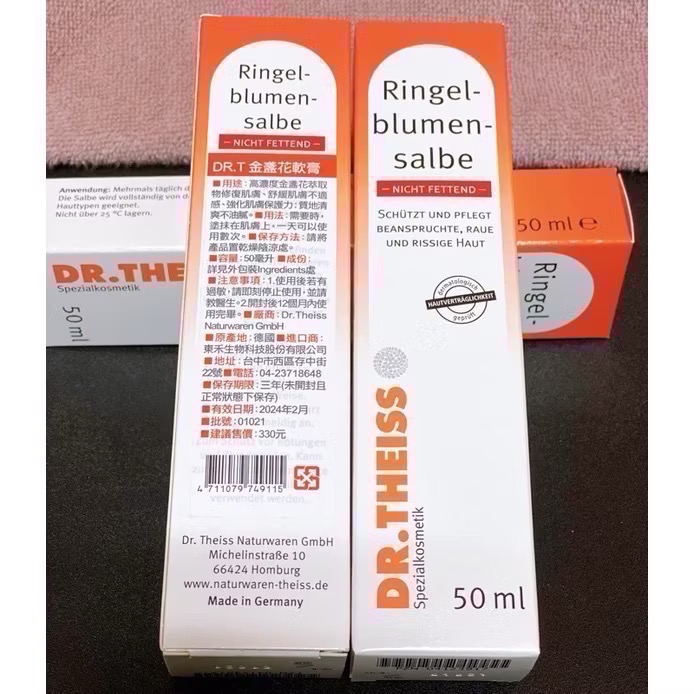 Ringel-
blumen-
salbe
NICHT FETTEND
DR.T 金盞花軟膏
■用途：高濃度金盞花萃取
物修復肌膚、舒緩肌膚不適
感、強化肌膚保護力；質地清
爽不油膩。■用法：需要時，
塗抹在肌膚上，一天可以使
用數次。■保存方法：請將
產品置乾燥陰涼處。
■容量：50毫升■成份：
詳見外包裝Ingredients處
■注意事項：1.使用後若有
過敏，請即刻停止使用，並請
教醫生。2.開封後12個月內使
用完畢。■廠商：Dr.Theiss
Naturwaren GmbH
■原產地：德國■進口商：
東禾生物科技股份有限公司
■地址：台中市西區存中街
22號■電話：04-23718648
■保存期限：三年(未開封且
正常狀態下保存)
■有效日期：2024年2月
■批號：01021
■建議售價：330元
4 711079 749115
verwendet werden.
Dr. Theiss Naturwaren GmbH
Michelinstraße 10
66424 Homburg
www.naturwaren-theiss.de
Made in Germany
Ringel-
blumen-
salbe
NICHT FETTEND
SCHÜTZT UND PFLEGT
BEANSPRUCHTE, RAUE
UND RISSIGE HAUT
dermatologisch
HAUTVERTRÄGLICHKEIT
geprüft
DR.THEISS
Spezialkosmetik
50 ml
Anwendung: Mehrmals täglich d
Die Salbe wird vollständig von d
Hauttypen geeignet.
Nicht über 25 °C lagern.
DR.THEISS
Spezialkosmetik
50 ml
50 ml e
Ringel-